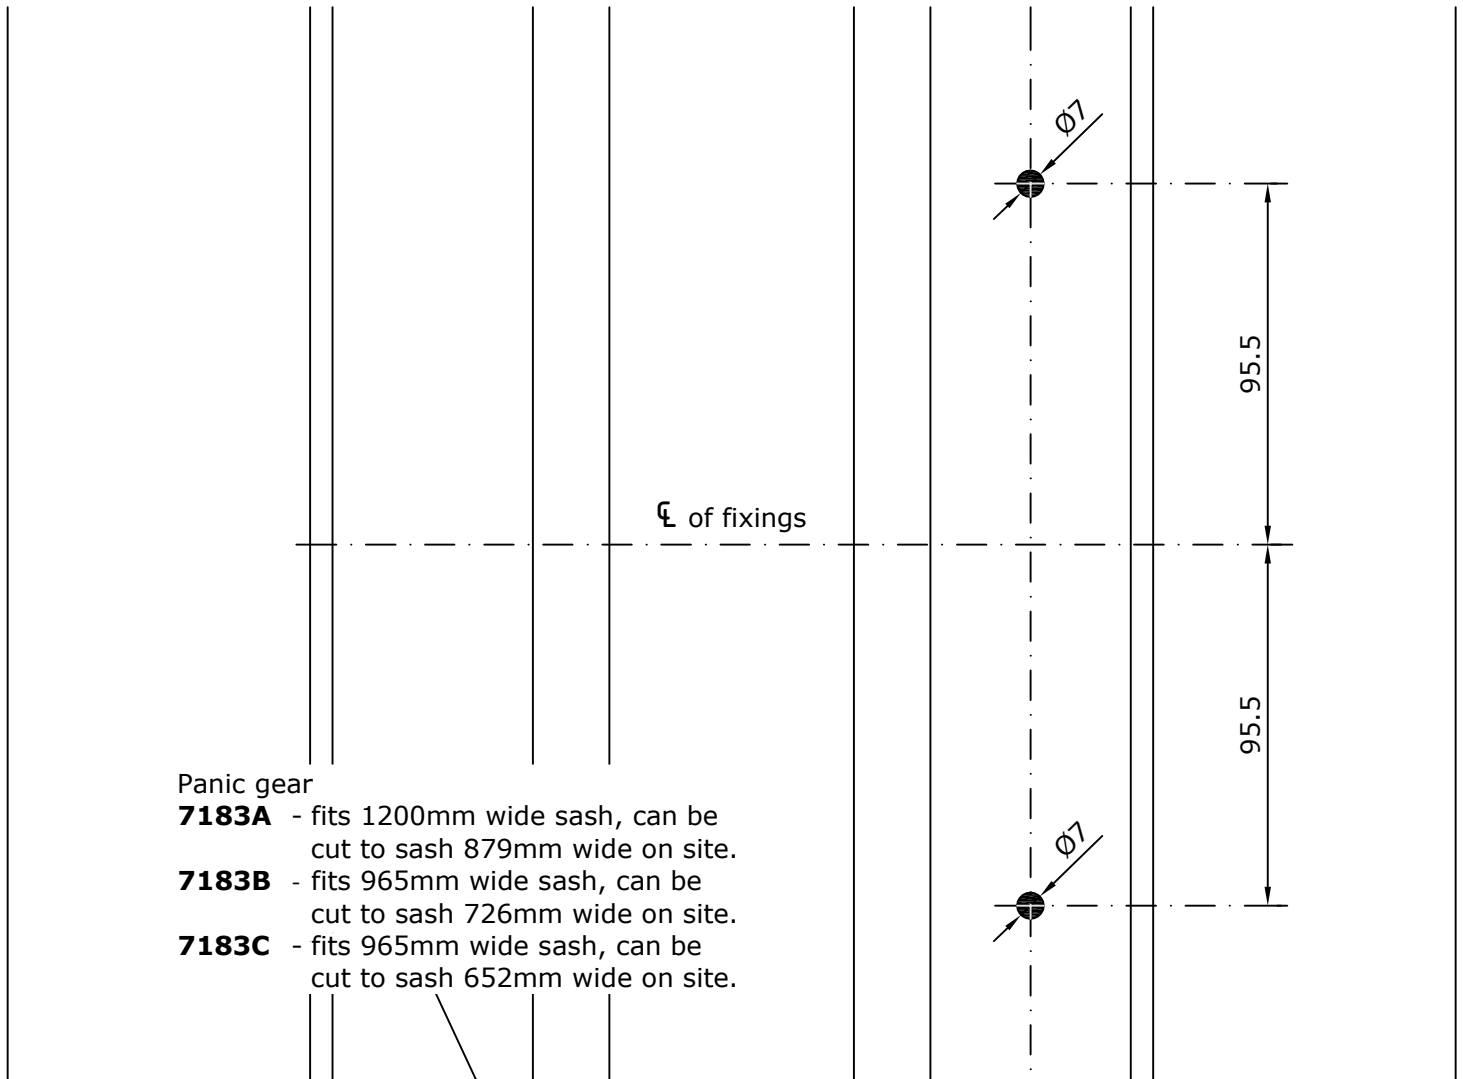 Ø7
95.5
℄ of fixings
95.5
Panic gear
7183A - fits 1200mm wide sash, can be
cut to sash 879mm wide on site.
7183B - fits 965mm wide sash, can be
cut to sash 726mm wide on site.
7183C - fits 965mm wide sash, can be
cut to sash 652mm wide on site.
Ø7